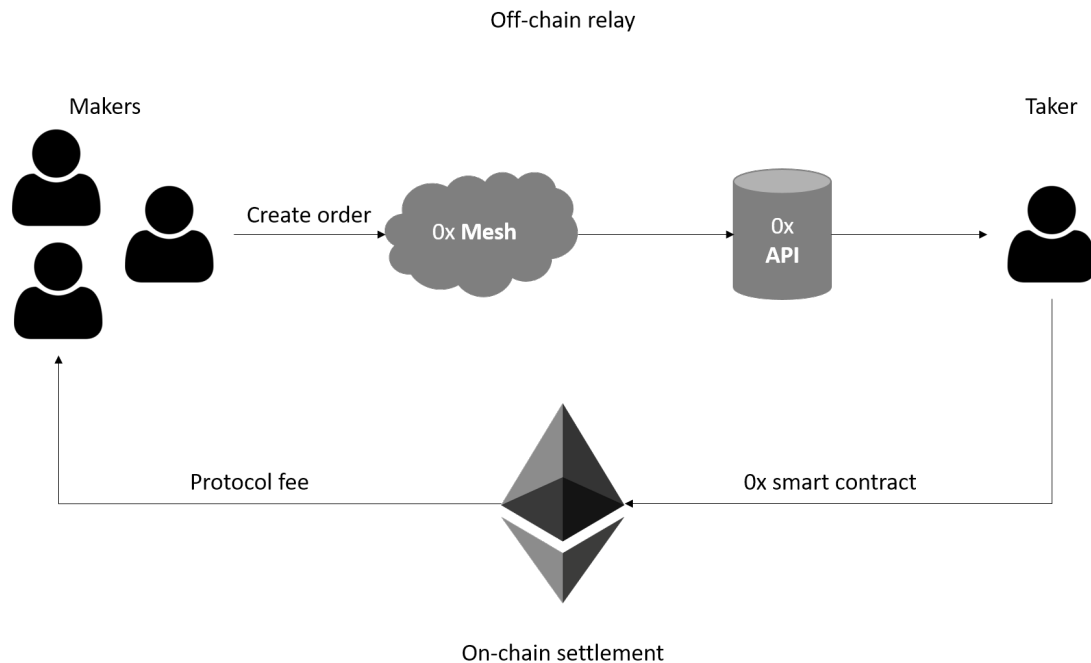 Off-chain relay
Makers
Taker
Create order
0x Mesh
0x
API
Protocol fee
0x smart contract
On-chain settlement